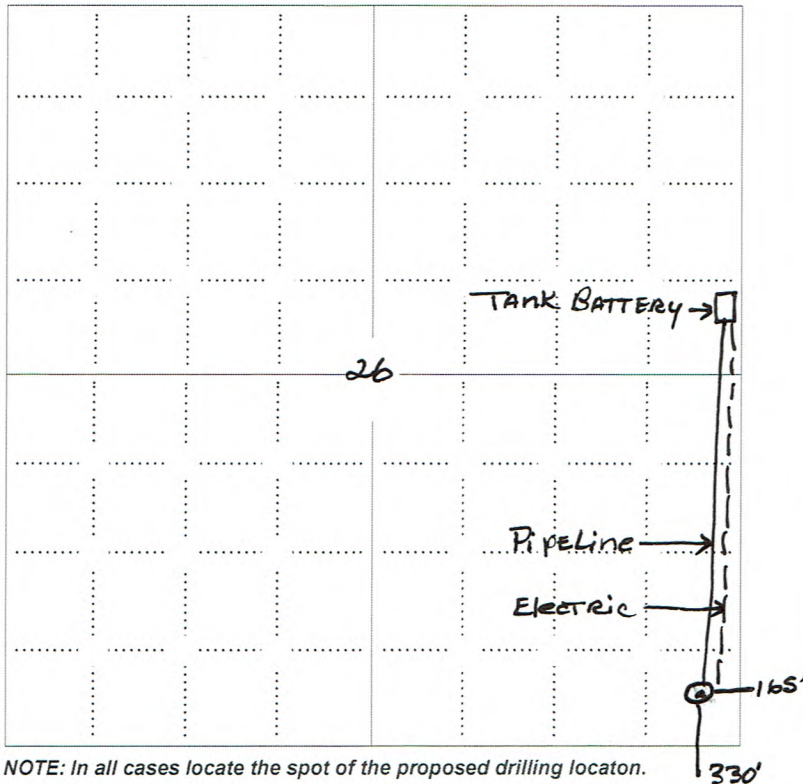 TANK BATTERY
26
PipeLine
Electric
165'
NOTE: In all cases locate the spot of the proposed drilling locaton.
330'